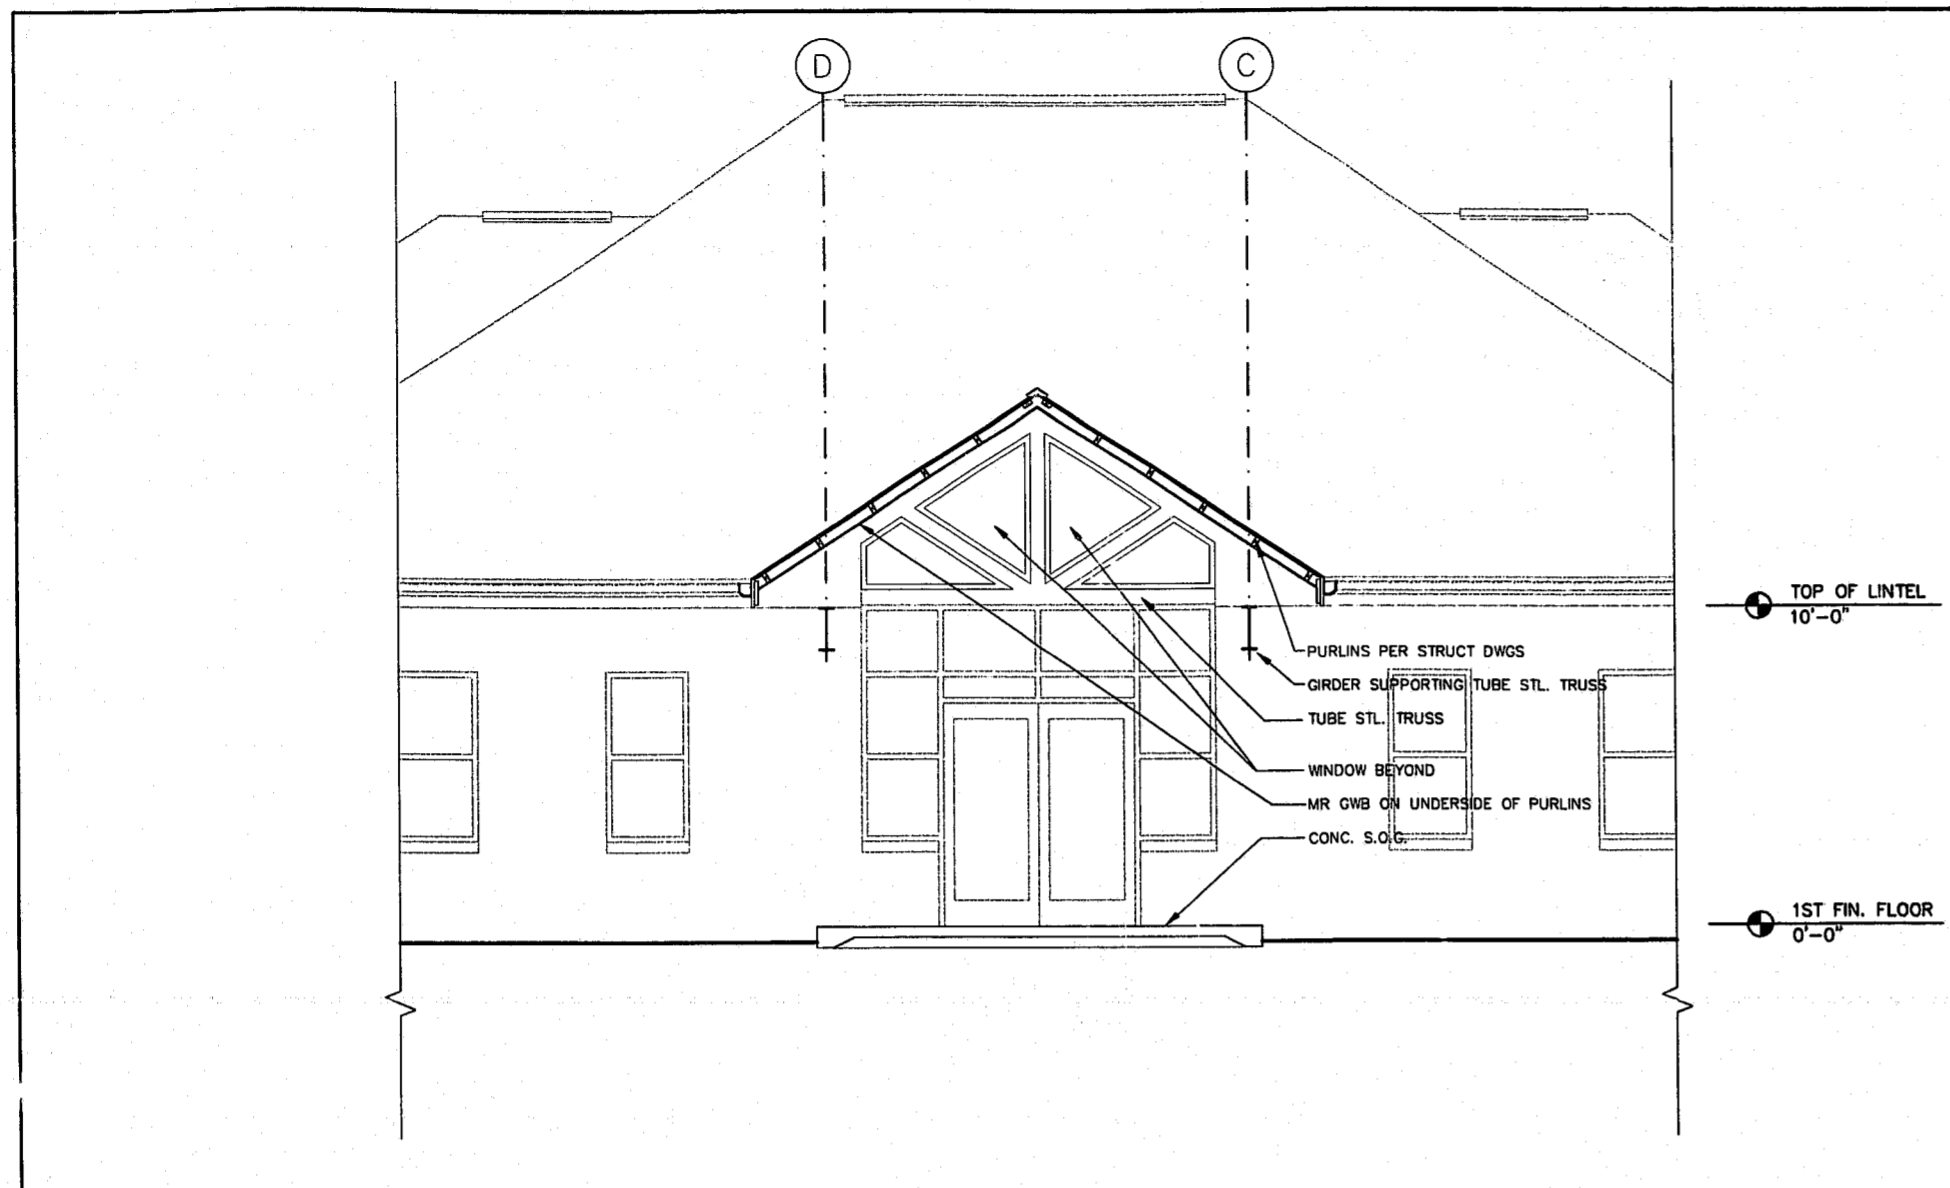 D
C
TOP OF LINTEL
10'-0"
PURLINS PER STRUCT DWGS
GIRDER SUPPORTING TUBE STL. TRUSS
TUBE STL. TRUSS
WINDOW BEYOND
MR GWB ON UNDERSIDE OF PURLINS
CONC. S.O.G.
1ST FIN. FLOOR
0'-0"